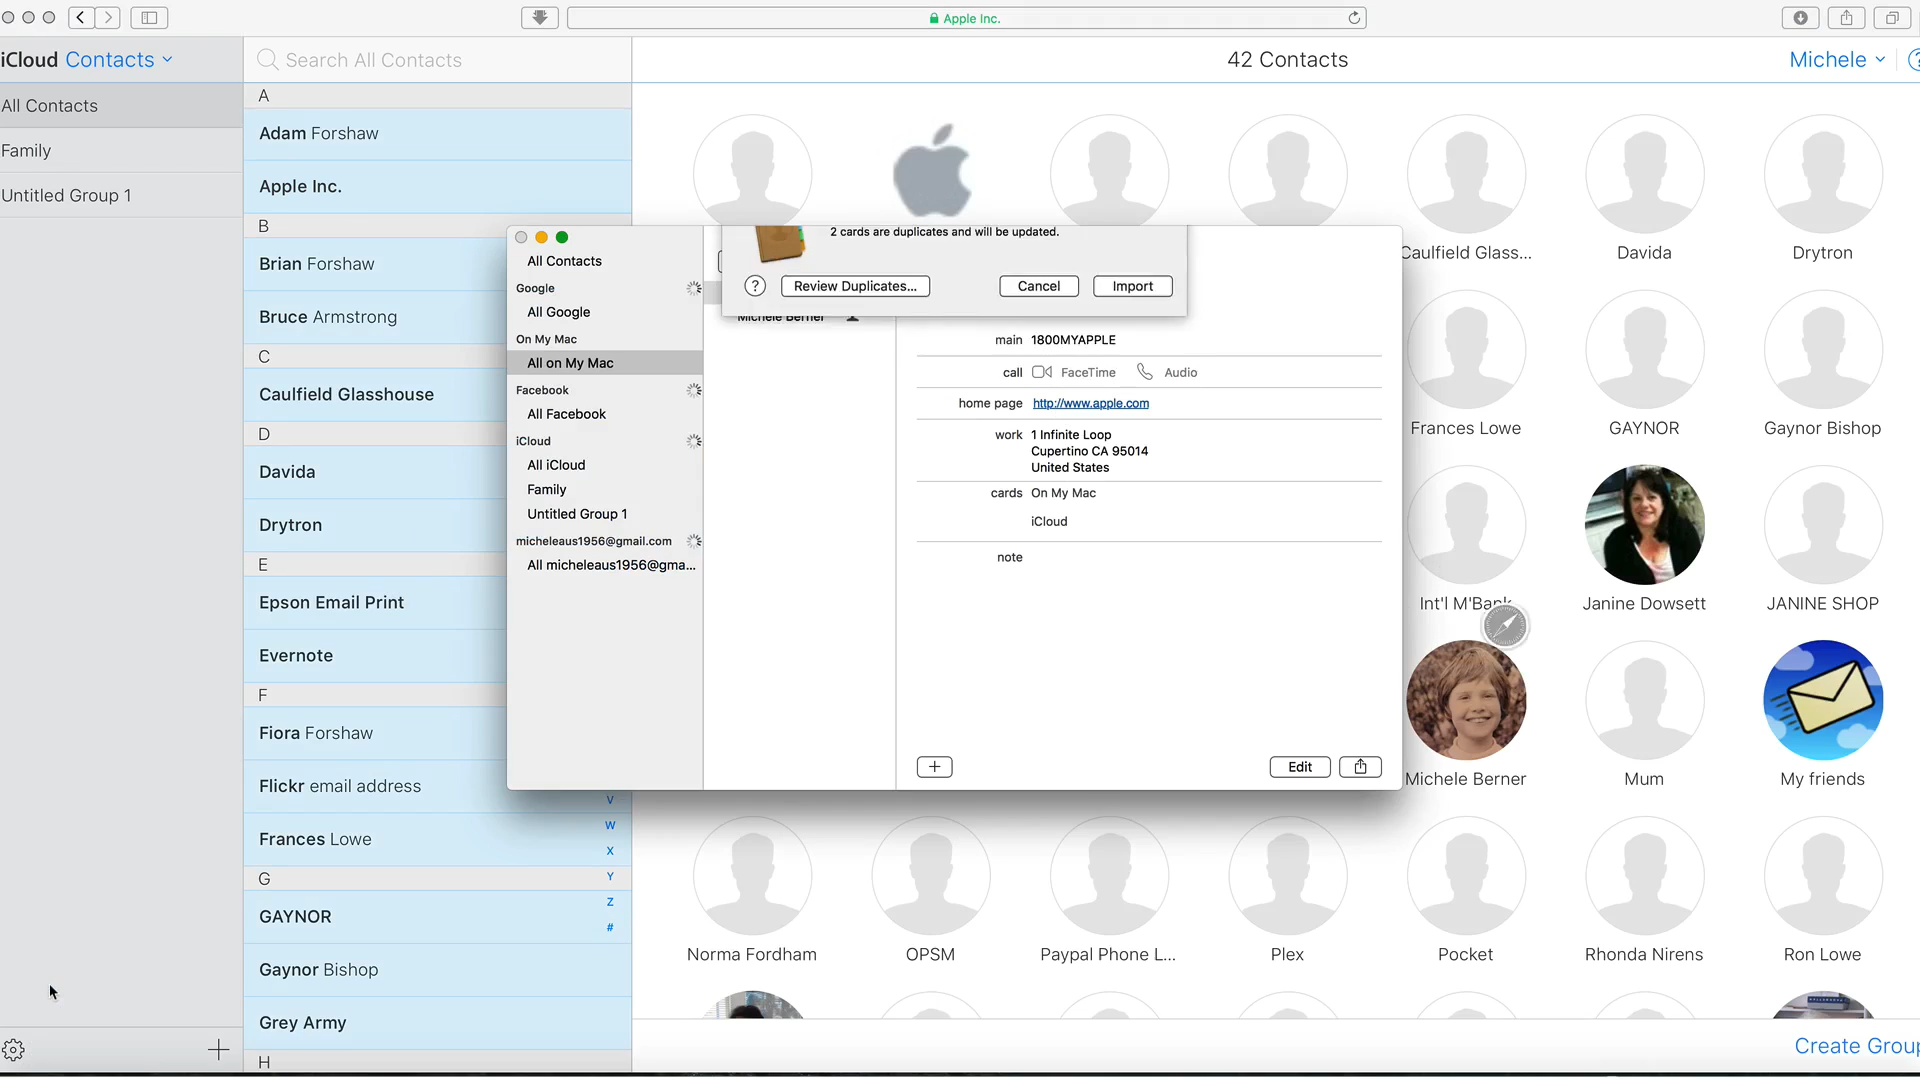 Apple Inc.
iCloud Contacts
Search All Contacts
42 Contacts
Michele
All Contacts
Family
Untitled Group 1
A
Adam Forshaw
Apple Inc.
B
Brian Forshaw
Bruce Armstrong
C
Caulfield Glasshouse
D
Davida
Drytron
E
Epson Email Print
Evernote
F
Fiora Forshaw
Flickr email address
Frances Lowe
G
GAYNOR
Gaynor Bishop
Grey Army
H
V
W
X
Y
Z
#
All Contacts
Google
All Google
On My Mac
All on My Mac
Facebook
All Facebook
iCloud
All iCloud
Family
Untitled Group 1
micheleaus1956@gmail.com
All micheleaus1956@gma...
2 cards are duplicates and will be updated.
?
Review Duplicates...
Cancel
Import
Michele Berner
main 1800MYAPPLE
call FaceTime Audio
home page http://www.apple.com
work 1 Infinite Loop
Cupertino CA 95014
United States
cards On My Mac
iCloud
note
+
Edit
Caulfield Glass...
Davida
Drytron
Frances Lowe
GAYNOR
Gaynor Bishop
Int'l M'Bank
Janine Dowsett
JANINE SHOP
Michele Berner
Mum
My friends
Norma Fordham
OPSM
Paypal Phone L...
Plex
Pocket
Rhonda Nirens
Ron Lowe
Create Group